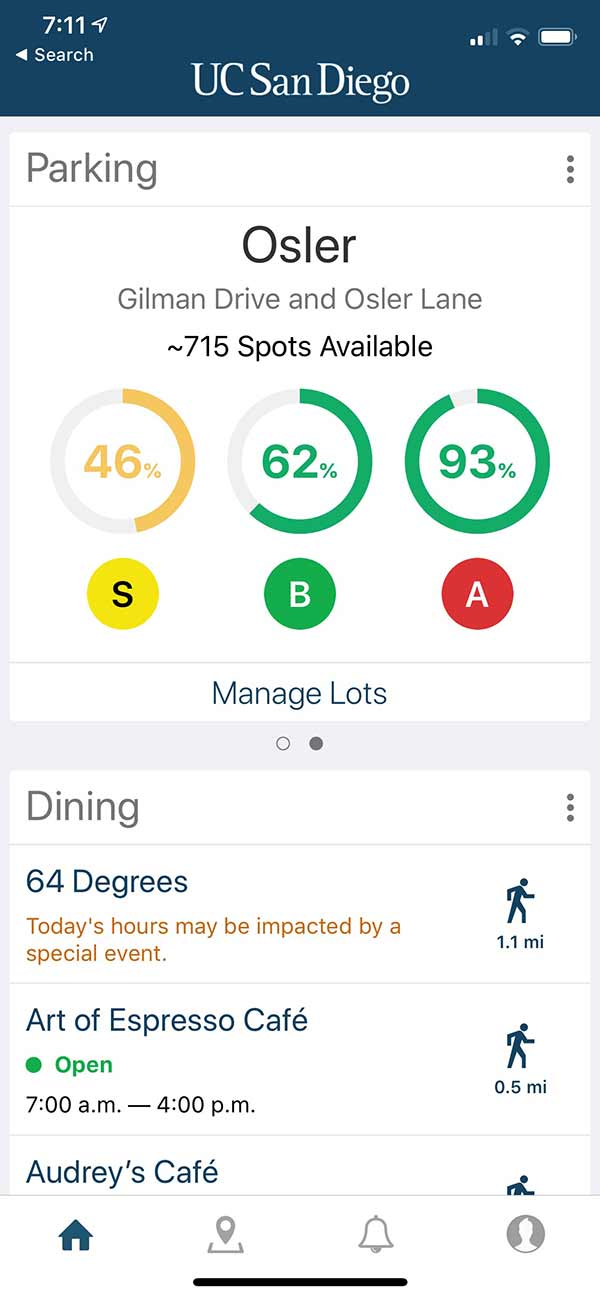 7:11
◀ Search
UC San Diego
Parking
Osler
Gilman Drive and Osler Lane
~715 Spots Available
46% 62% 93%
S B A
Manage Lots
Dining
64 Degrees
Today's hours may be impacted by a
special event.
1.1 mi
Art of Espresso Café
Open
7:00 a.m. — 4:00 p.m.
0.5 mi
Audrey’s Café